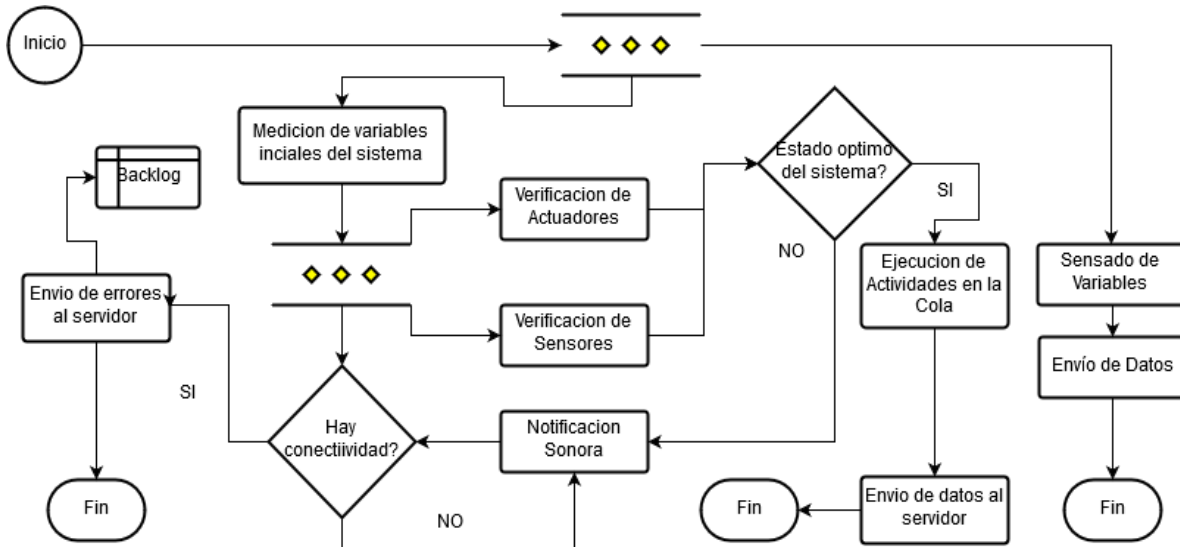 Inicio
Medicion de variables
inciales del sistema
Backlog
Verificacion de
Actuadores
Estado optimo
del sistema?
SI
NO
Envio de errores
al servidor
Ejecucion de
Actividades en la
Cola
Sensado de
Variables
Verificacion de
Sensores
Envío de Datos
SI
Hay
conectiividad?
Notificacion
Sonora
Fin
NO
Fin
Envio de datos al
servidor
Fin